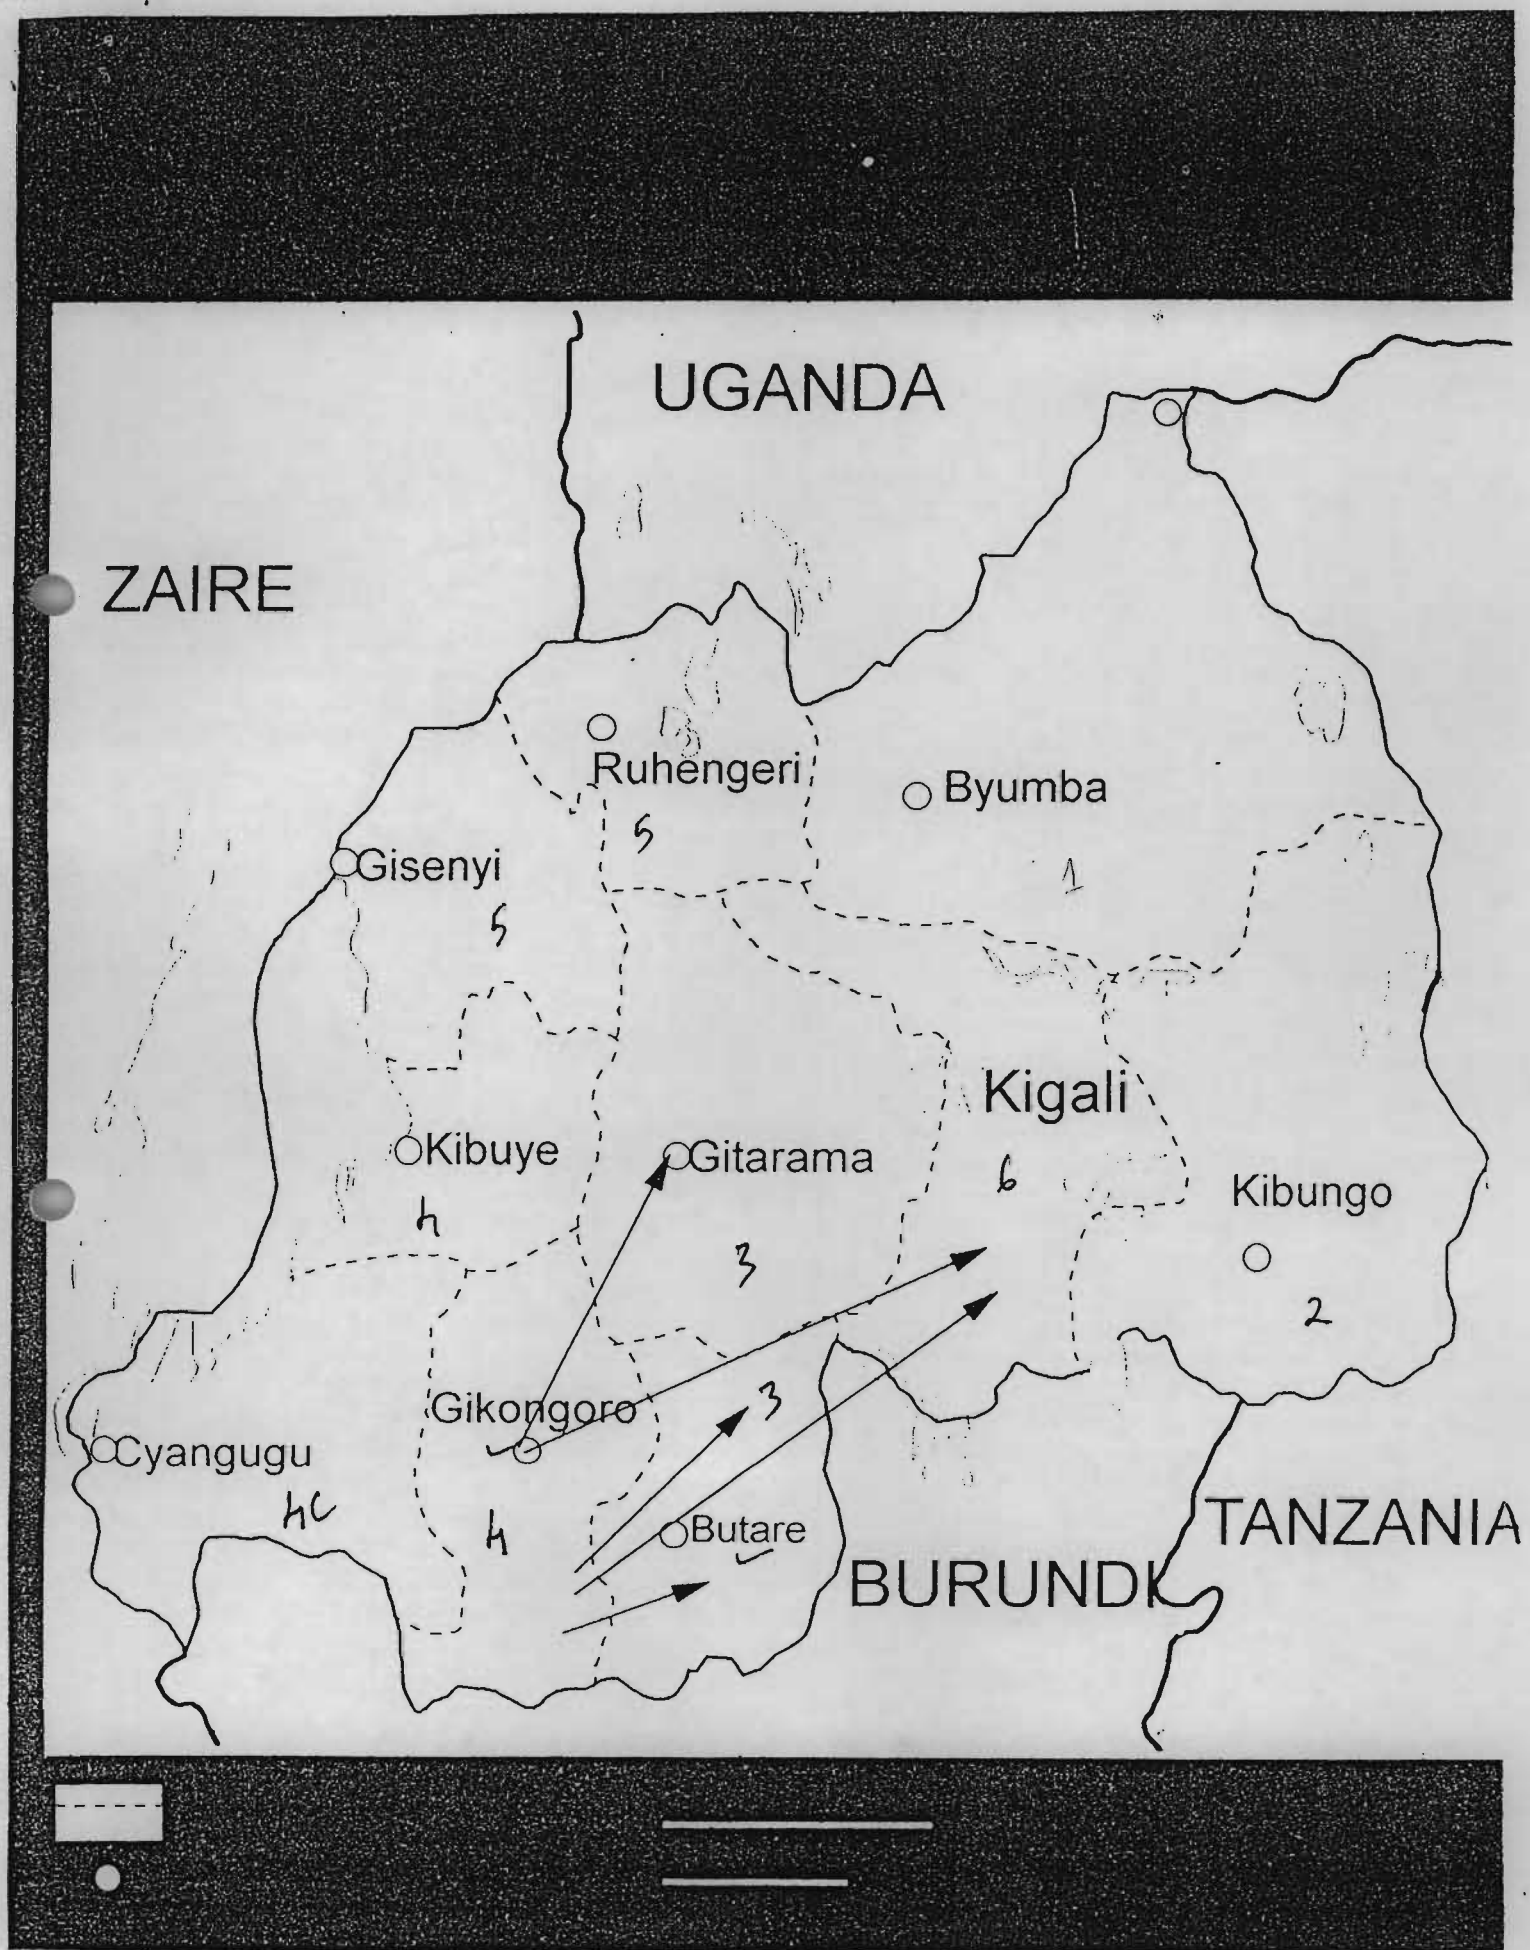 UGANDA
ZAIRE
Ruhengeri
Byumba
5
Gisenyi
1
5
Kigali
Kibuye
Gitarama
6
Kibungo
4
3
2
3
Gikongoro
Cyangugu
4C
4
Butare
TANZANIA
BURUNDI